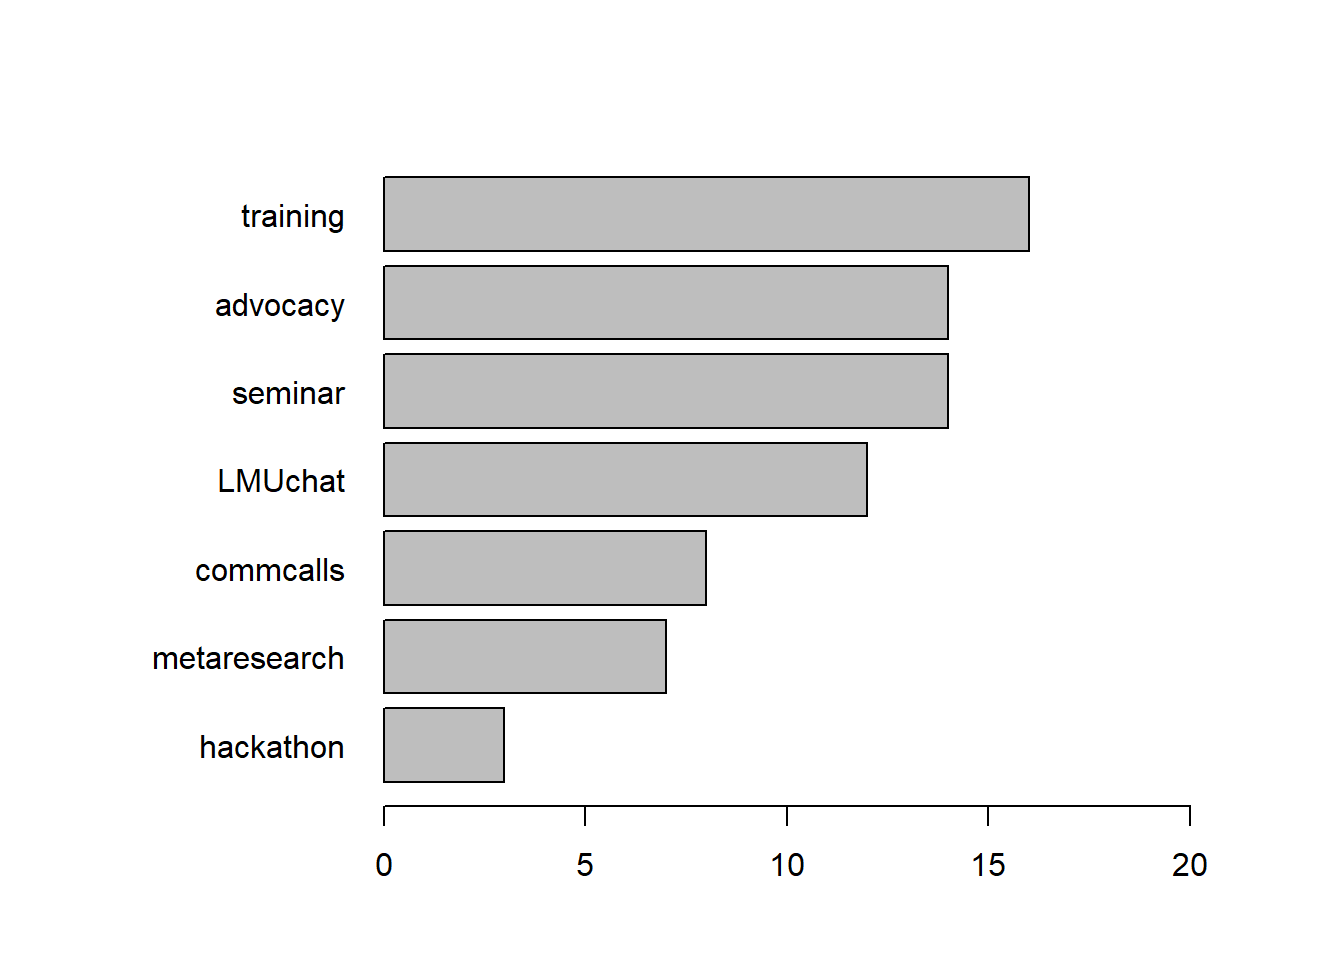 training
advocacy
seminar
LMUchat
commcalls
metaresearch
hackathon
0 5 10 15 20